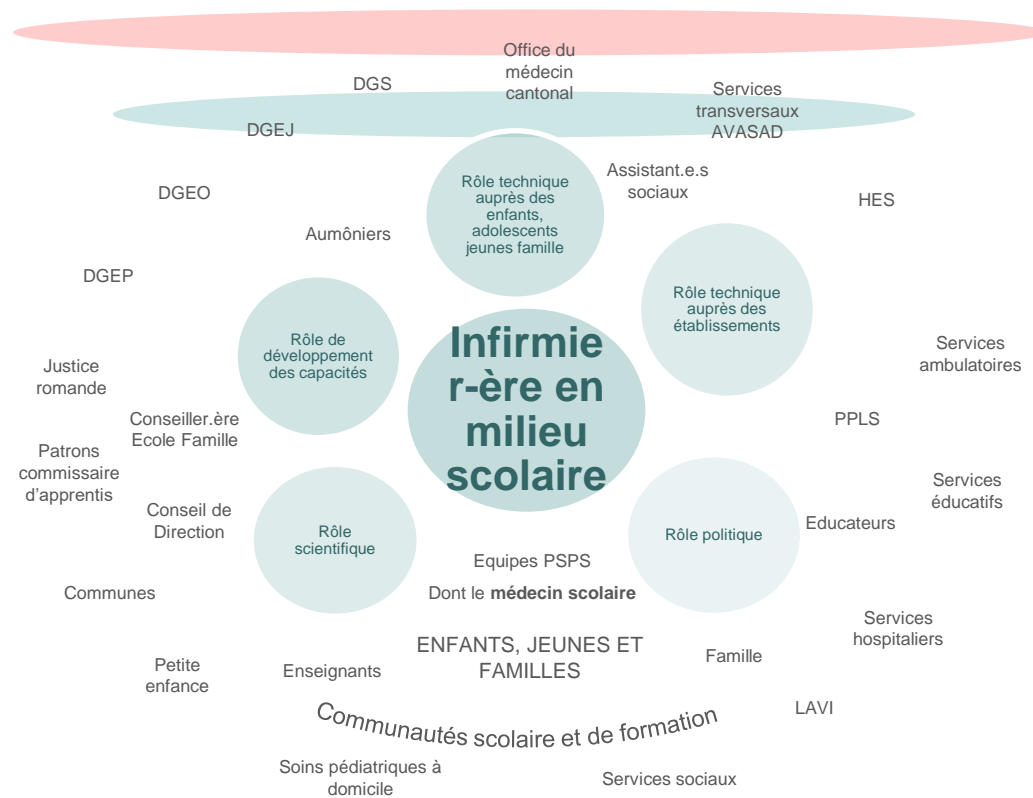 Office du
médecin
cantonal
DGS
Services
transversaux
AVASAD
DGEJ
Assistant.e.s
sociaux
Rôle technique
auprès des
enfants,
adolescents
jeunes famille
DGEO
HES
Aumôniers
DGEP
Rôle technique
auprès des
établissements
Rôle de
développement
des capacités
Infirmie
r-ère en
milieu
scolaire
Services
ambulatoires
Justice
romande
Conseiller.ère
Ecole Famille
PPLS
Patrons
commissaire
d'apprentis
Services
éducatifs
Conseil de
Direction
Educateurs
Rôle
scientifique
Rôle politique
Equipes PSPS
Dont le médecin scolaire
Communes
Services
hospitaliers
ENFANTS, JEUNES ET
FAMILLES
Famille
Petite
enfance
Enseignants
LAVI
Communautés scolaire et de formation
Soins pédiatriques à
domicile
Services sociaux